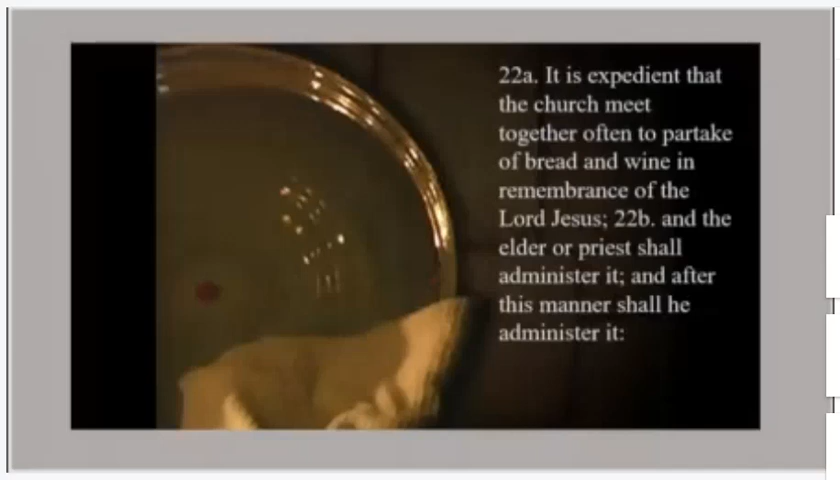 22a. It is expedient that
the church meet
together often to partake
of bread and wine in
remembrance of the
Lord Jesus; 22b. and the
elder or priest shall
administer it; and after
this manner shall he
administer it: